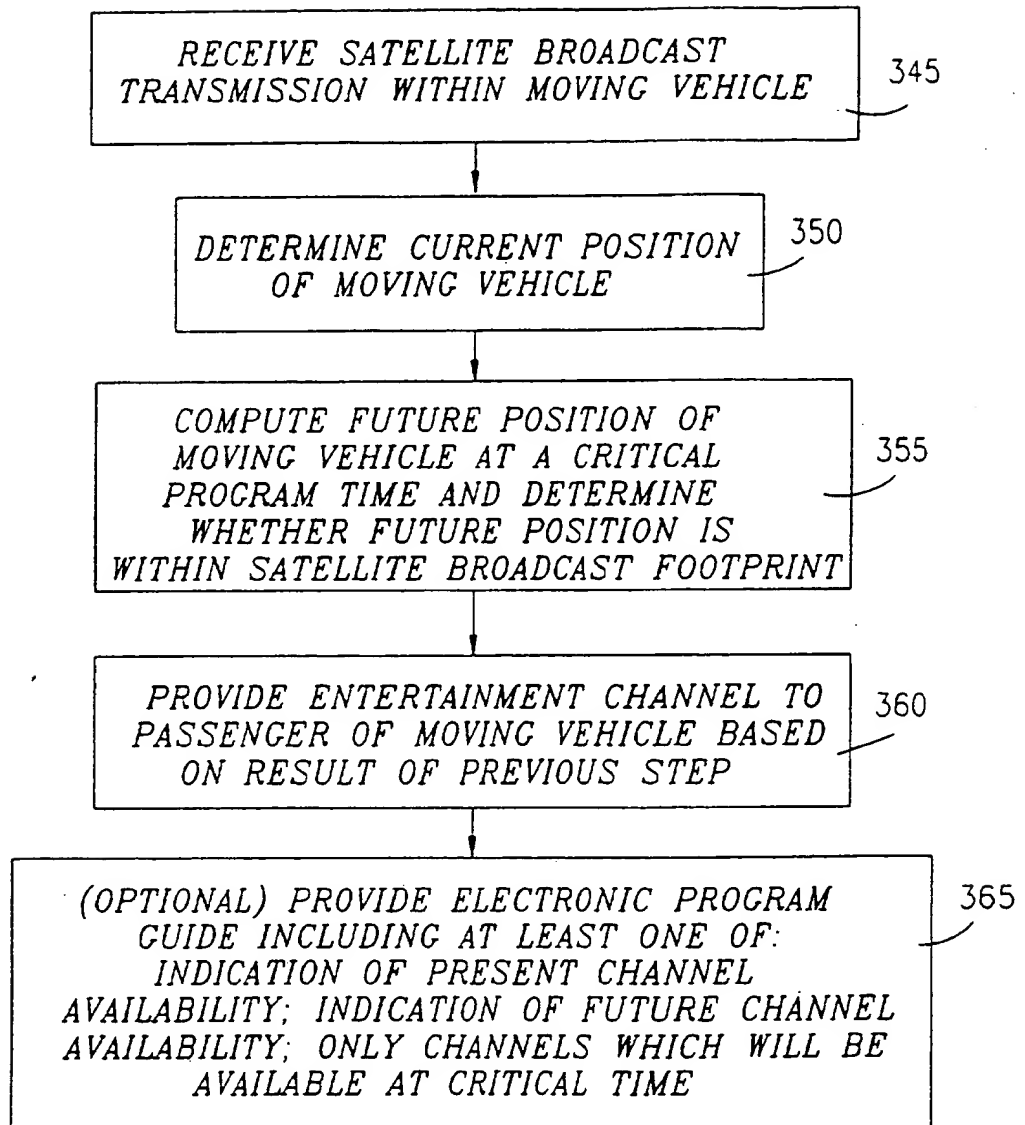 RECEIVE SATELLITE BROADCAST
TRANSMISSION WITHIN MOVING VEHICLE
345
DETERMINE CURRENT POSITION
OF MOVING VEHICLE
350
COMPUTE FUTURE POSITION OF
MOVING VEHICLE AT A CRITICAL
PROGRAM TIME AND DETERMINE
WHETHER FUTURE POSITION IS
WITHIN SATELLITE BROADCAST FOOTPRINT
355
PROVIDE ENTERTAINMENT CHANNEL TO
PASSENGER OF MOVING VEHICLE BASED
ON RESULT OF PREVIOUS STEP
360
(OPTIONAL) PROVIDE ELECTRONIC PROGRAM
GUIDE INCLUDING AT LEAST ONE OF:
INDICATION OF PRESENT CHANNEL
AVAILABILITY; INDICATION OF FUTURE CHANNEL
AVAILABILITY; ONLY CHANNELS WHICH WILL BE
AVAILABLE AT CRITICAL TIME
365